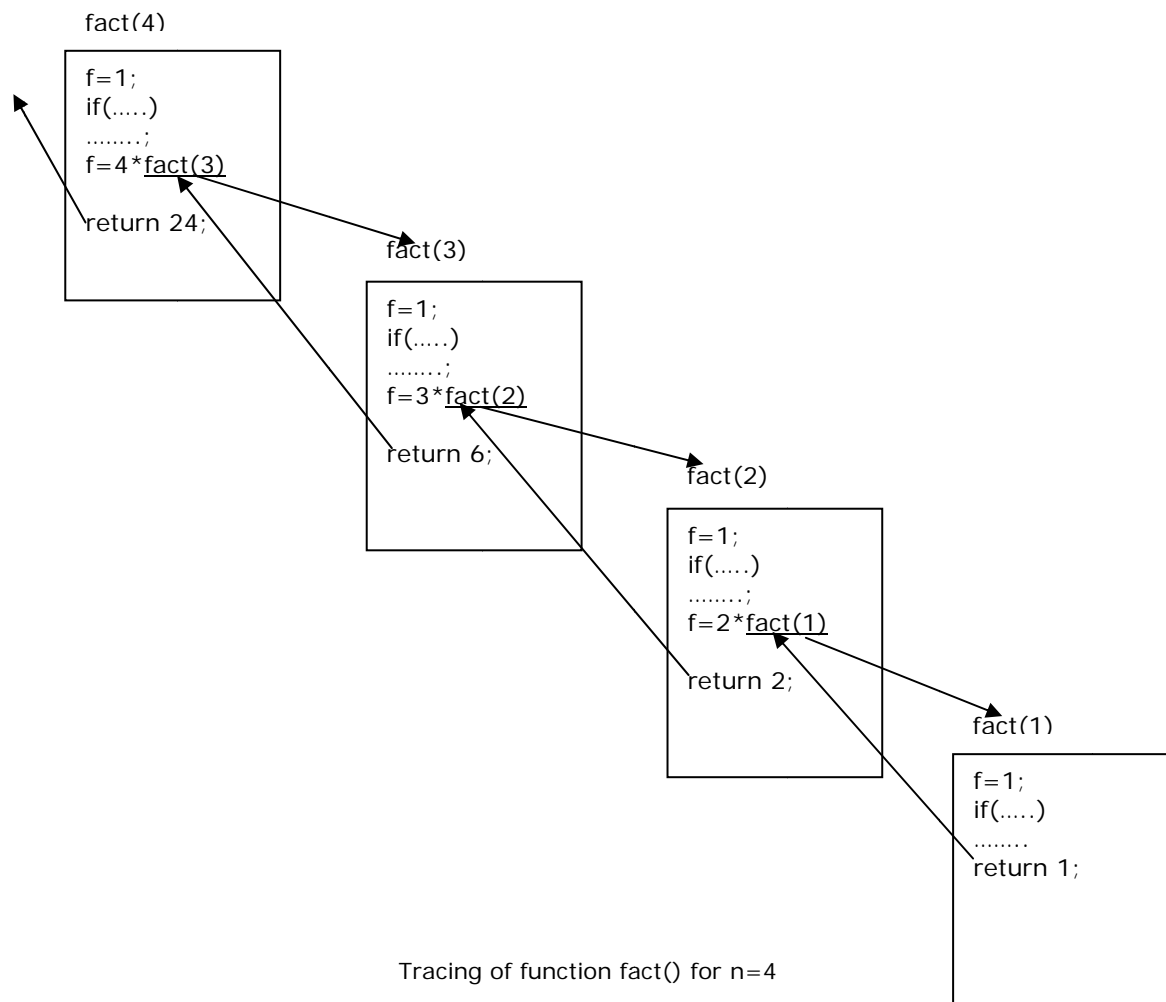 fact(4)
f=1;
if(.....)
........;
f=4*fact(3)
return 24;
fact(3)
f=1;
if(.....)
........;
f=3*fact(2)
return 6;
fact(2)
f=1;
if(.....)
........;
f=2*fact(1)
return 2;
fact(1)
f=1;
if(.....)
........
return 1;
Tracing of function fact() for n=4